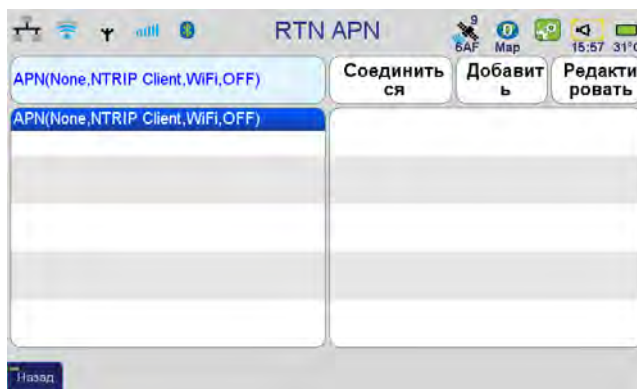 RTN APN
9
6AF
Map
15:57
31°C
APN(None,NTRIP Client,WiFi,OFF)
Соединить
ся
Добавит
ь
Редакти
ровать
APN(None,NTRIP Client,WiFi,OFF)
Назад